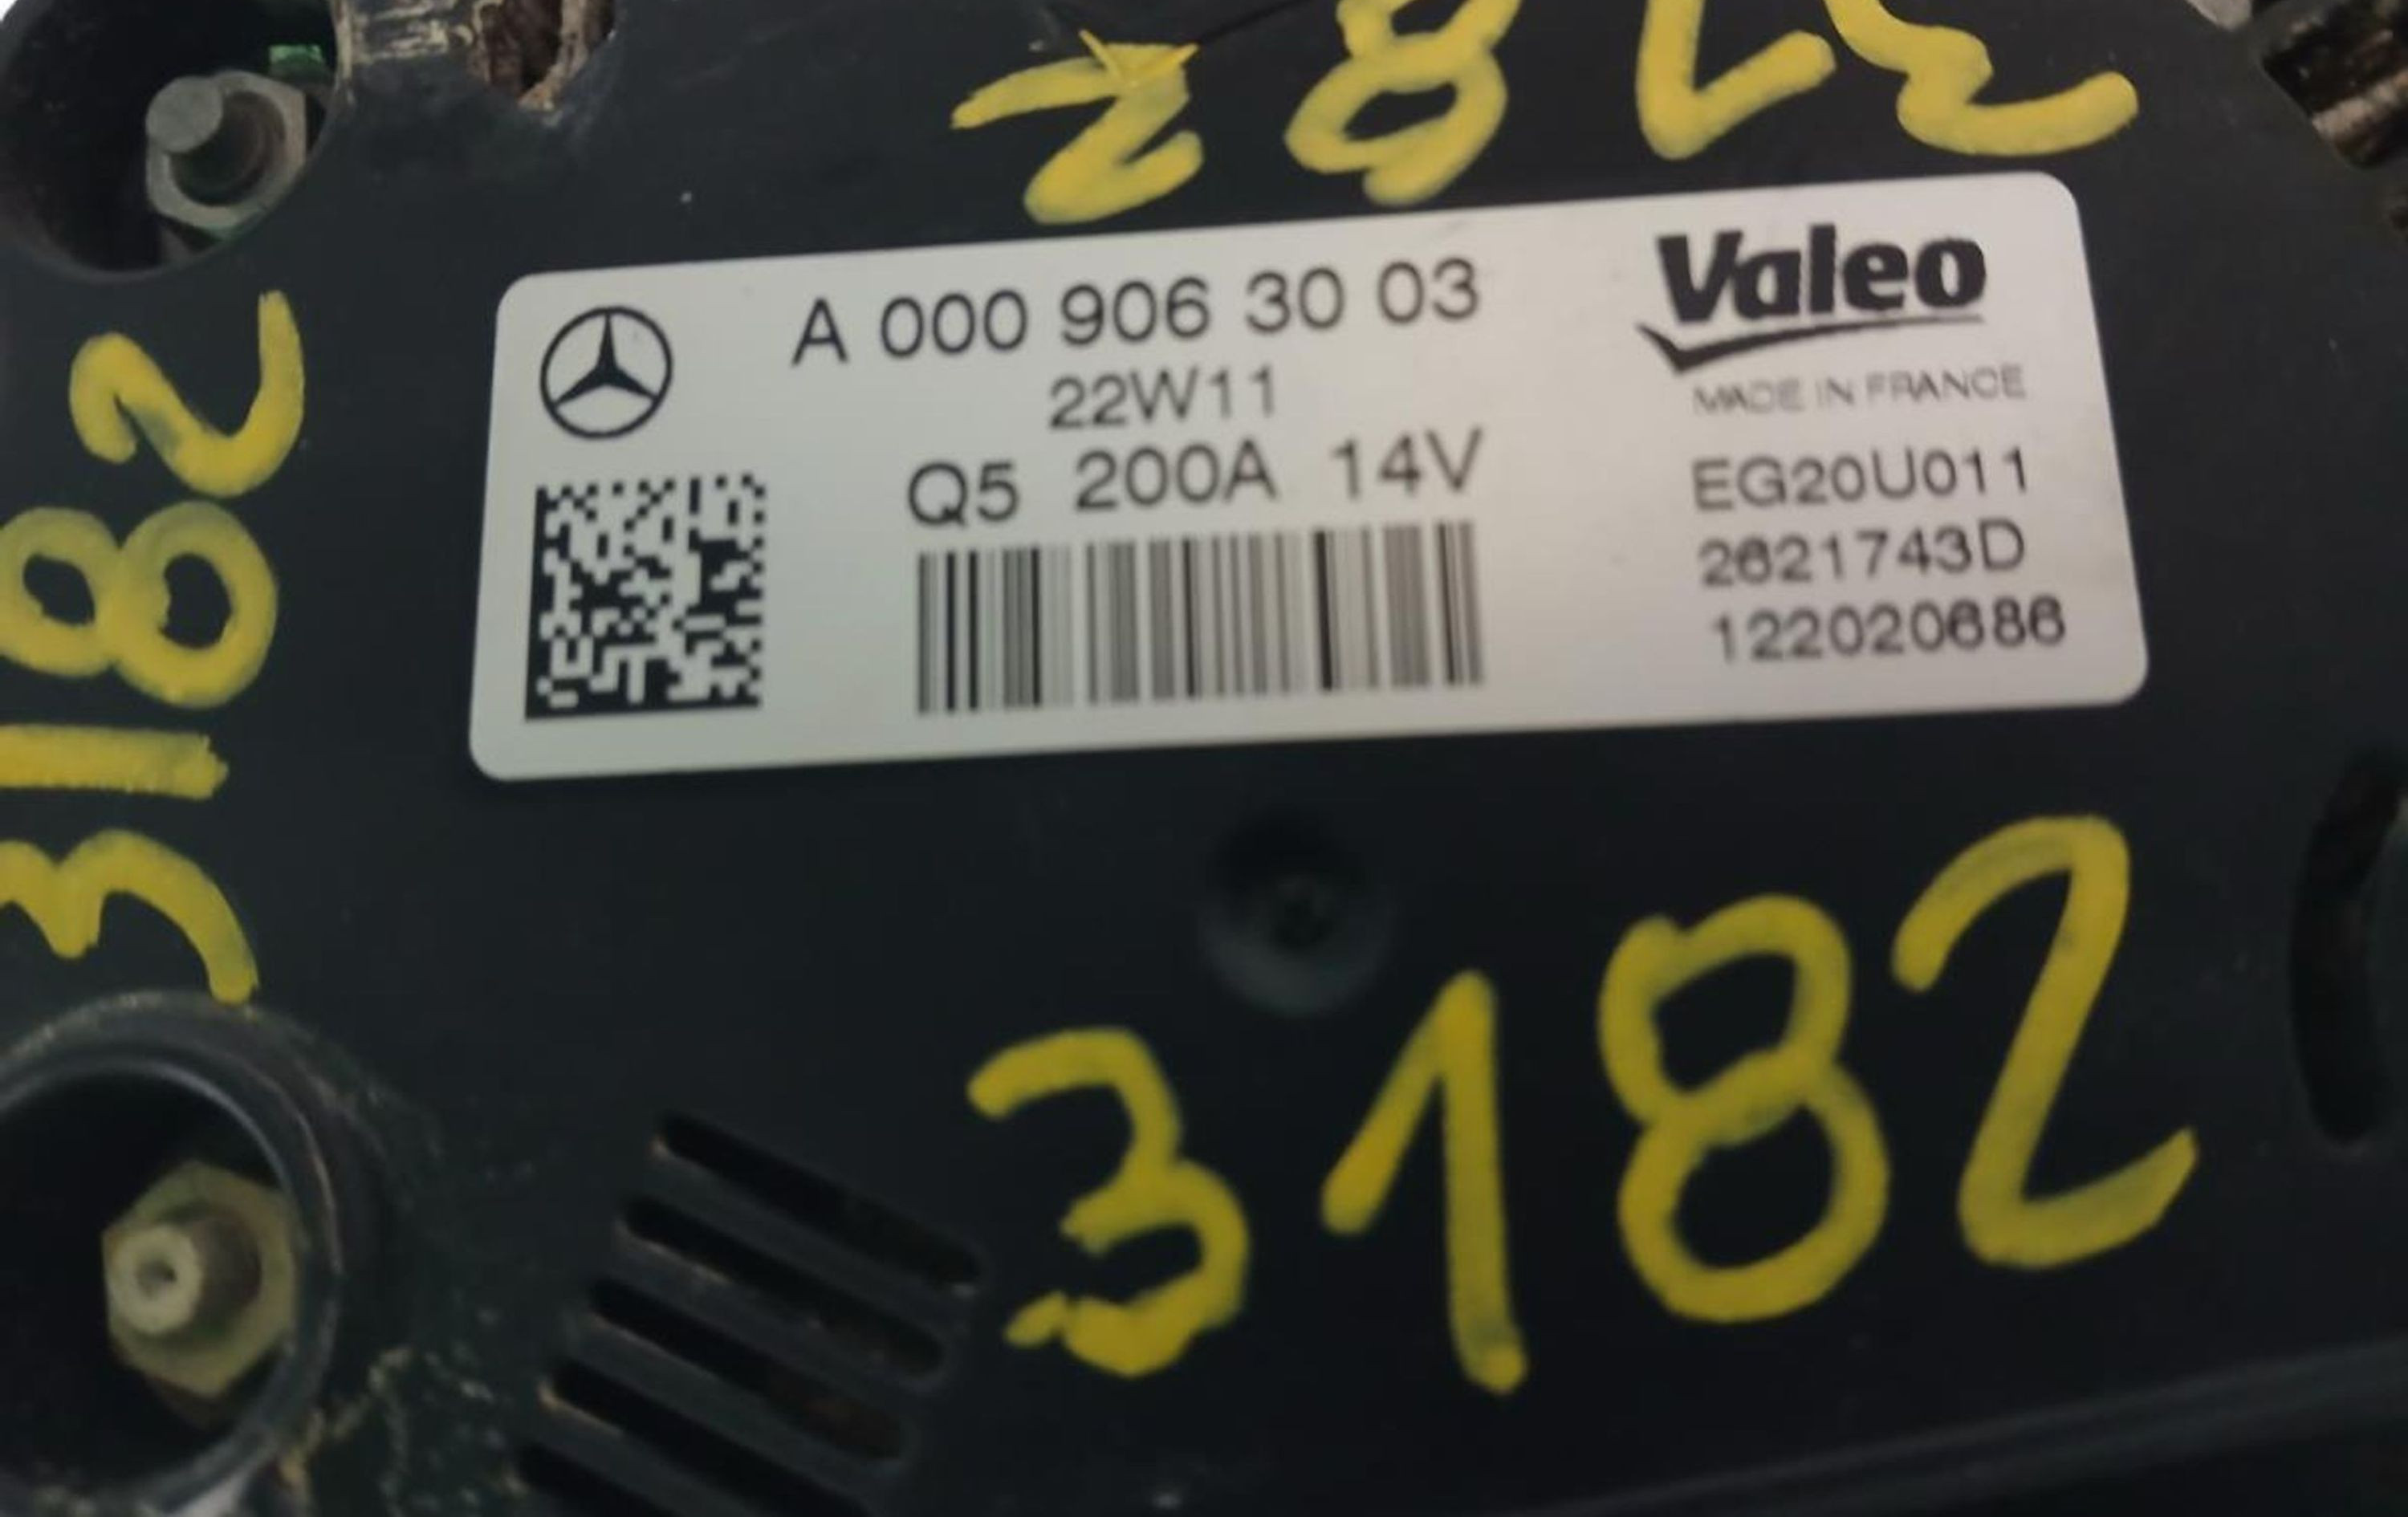 3182
A 000 906 30 03
22W11
Q5 200A 14V
Valeo
MADE IN FRANCE
EG20U011
2621743D
122020686
3182
3182